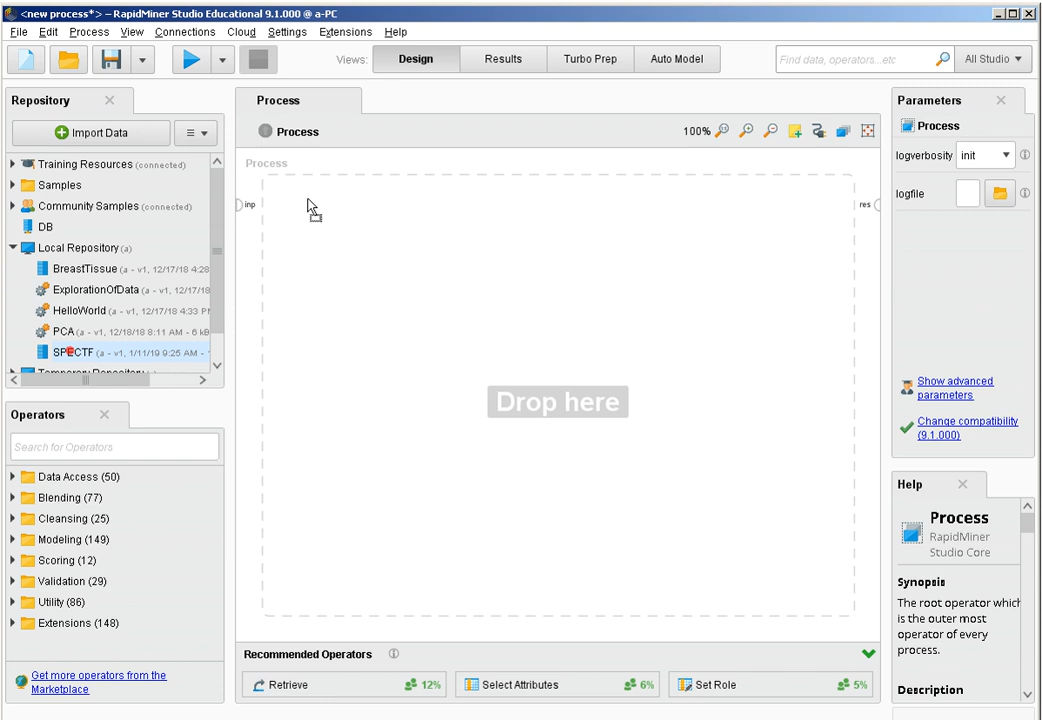 <new process*> – RapidMiner Studio Educational 9.1.000 @ a-PC
File Edit Process View Connections Cloud Settings Extensions Help
Views: Design Results Turbo Prep Auto Model Find data, operators...etc All Studio
Repository
Import Data
Training Resources (connected)
Samples
Community Samples (connected)
DB
Local Repository (a)
BreastTissue (a - v1, 12/17/18 4:28
ExplorationOfData (a - v1, 12/17/18
HelloWorld (a - v1, 12/17/18 4:33 P
PCA (a - v1, 12/18/18 8:11 AM - 6 kB
SPECTF (a - v1, 1/11/19 9:25 AM -
Temporary Repository
Operators
Search for Operators
Data Access (50)
Blending (77)
Cleansing (25)
Modeling (149)
Scoring (12)
Validation (29)
Utility (86)
Extensions (148)
Get more operators from the
Marketplace
Process
Process
100%
Process
inp
res
Drop here
Recommended Operators
Retrieve 12% Select Attributes 6% Set Role 5%
Parameters
Process
logverbosity init
logfile
Show advanced
parameters
Change compatibility
(9.1.000)
Help
Process
RapidMiner
Studio Core
Synopsis
The root operator which
is the outer most
operator of every
process.
Description